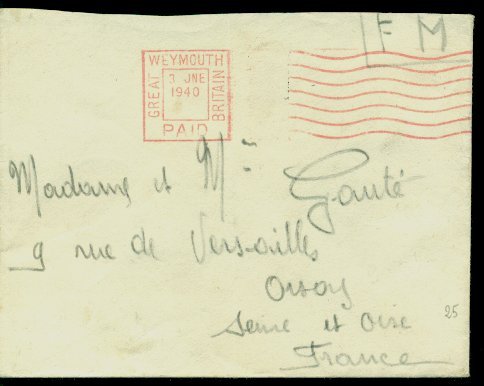 F M
WEYMOUTH
GREAT
3 JNE
1940
BRITAIN
PAID
Madame et Mr Gauté
9 rue de Versailles
Orsay
Seine et Oise
France
25